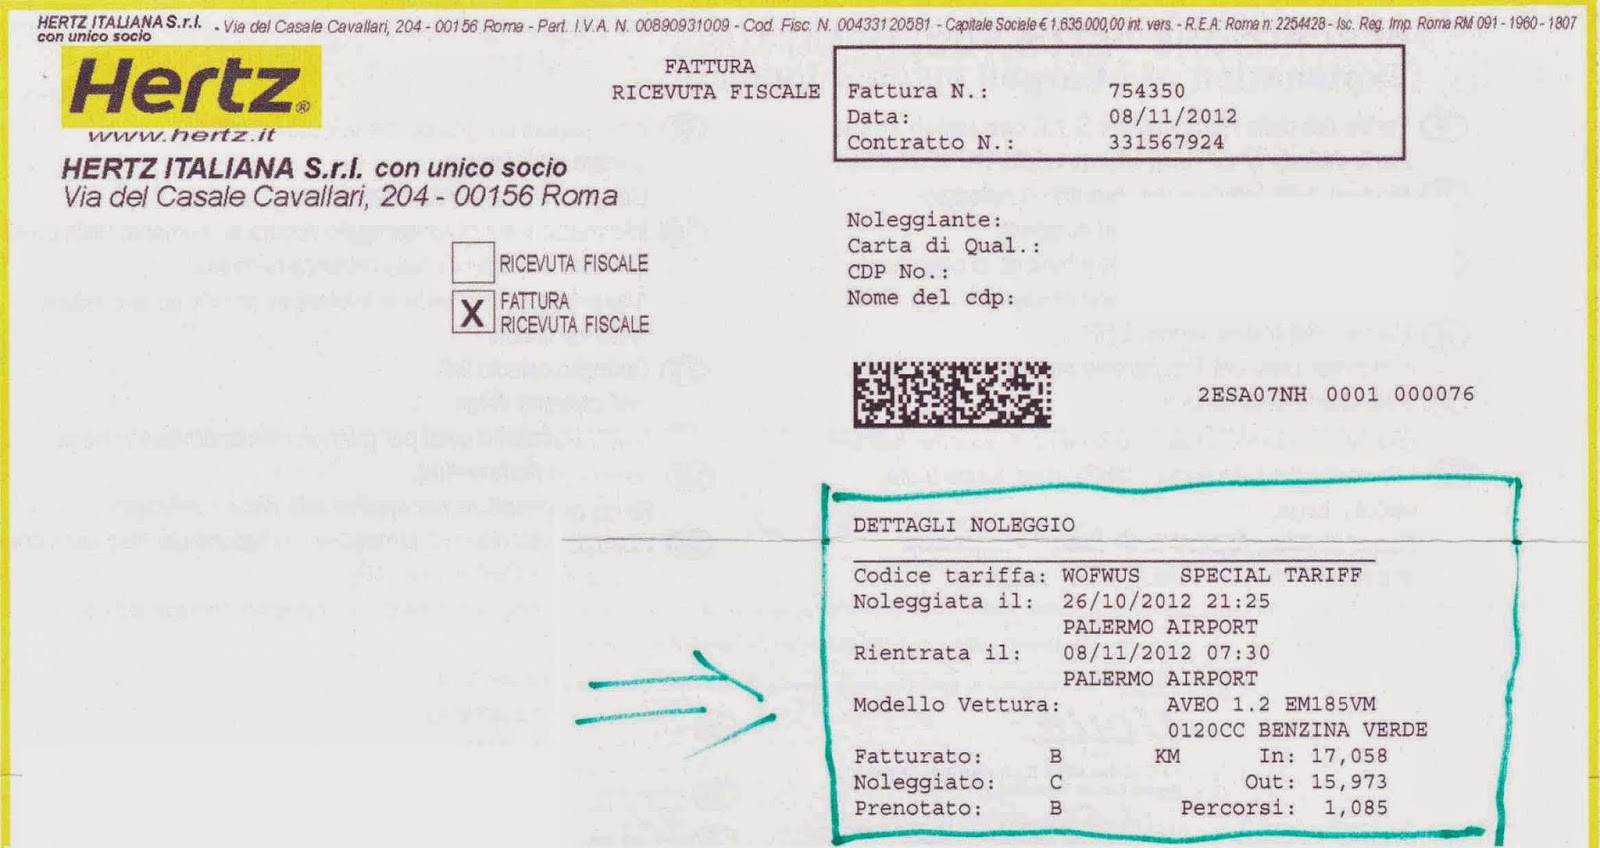 HERTZ ITALIANA S.r.l. - Via del Casale Cavallari, 204 - 00156 Roma - Part. I.V.A. N. 00890931009 - Cod. Fisc. N. 00433120581 - Capitale Sociale € 1.635.000,00 int. vers. - R.E.A: Roma n: 2254428 - Isc. Reg. Imp. Roma RM 091 - 1960 - 1807
con unico socio
Hertz®
www.hertz.it
HERTZ ITALIANA S.r.l. con unico socio
Via del Casale Cavallari, 204 - 00156 Roma
FATTURA
RICEVUTA FISCALE
Fattura N.: 754350
Data: 08/11/2012
Contratto N.: 331567924
Noleggiante:
Carta di Qual.:
CDP No.:
Nome del cdp:
RICEVUTA FISCALE
X FATTURA
RICEVUTA FISCALE
2ESA07NH 0001 000076
DETTAGLI NOLEGGIO
Codice tariffa: WOFWUS SPECIAL TARIFF
Noleggiata il: 26/10/2012 21:25
PALERMO AIRPORT
Rientrata il: 08/11/2012 07:30
PALERMO AIRPORT
Modello Vettura: AVEO 1.2 EM185VM
0120CC BENZINA VERDE
Fatturato: B KM In: 17,058
Noleggiato: C Out: 15,973
Prenotato: B Percorsi: 1,085